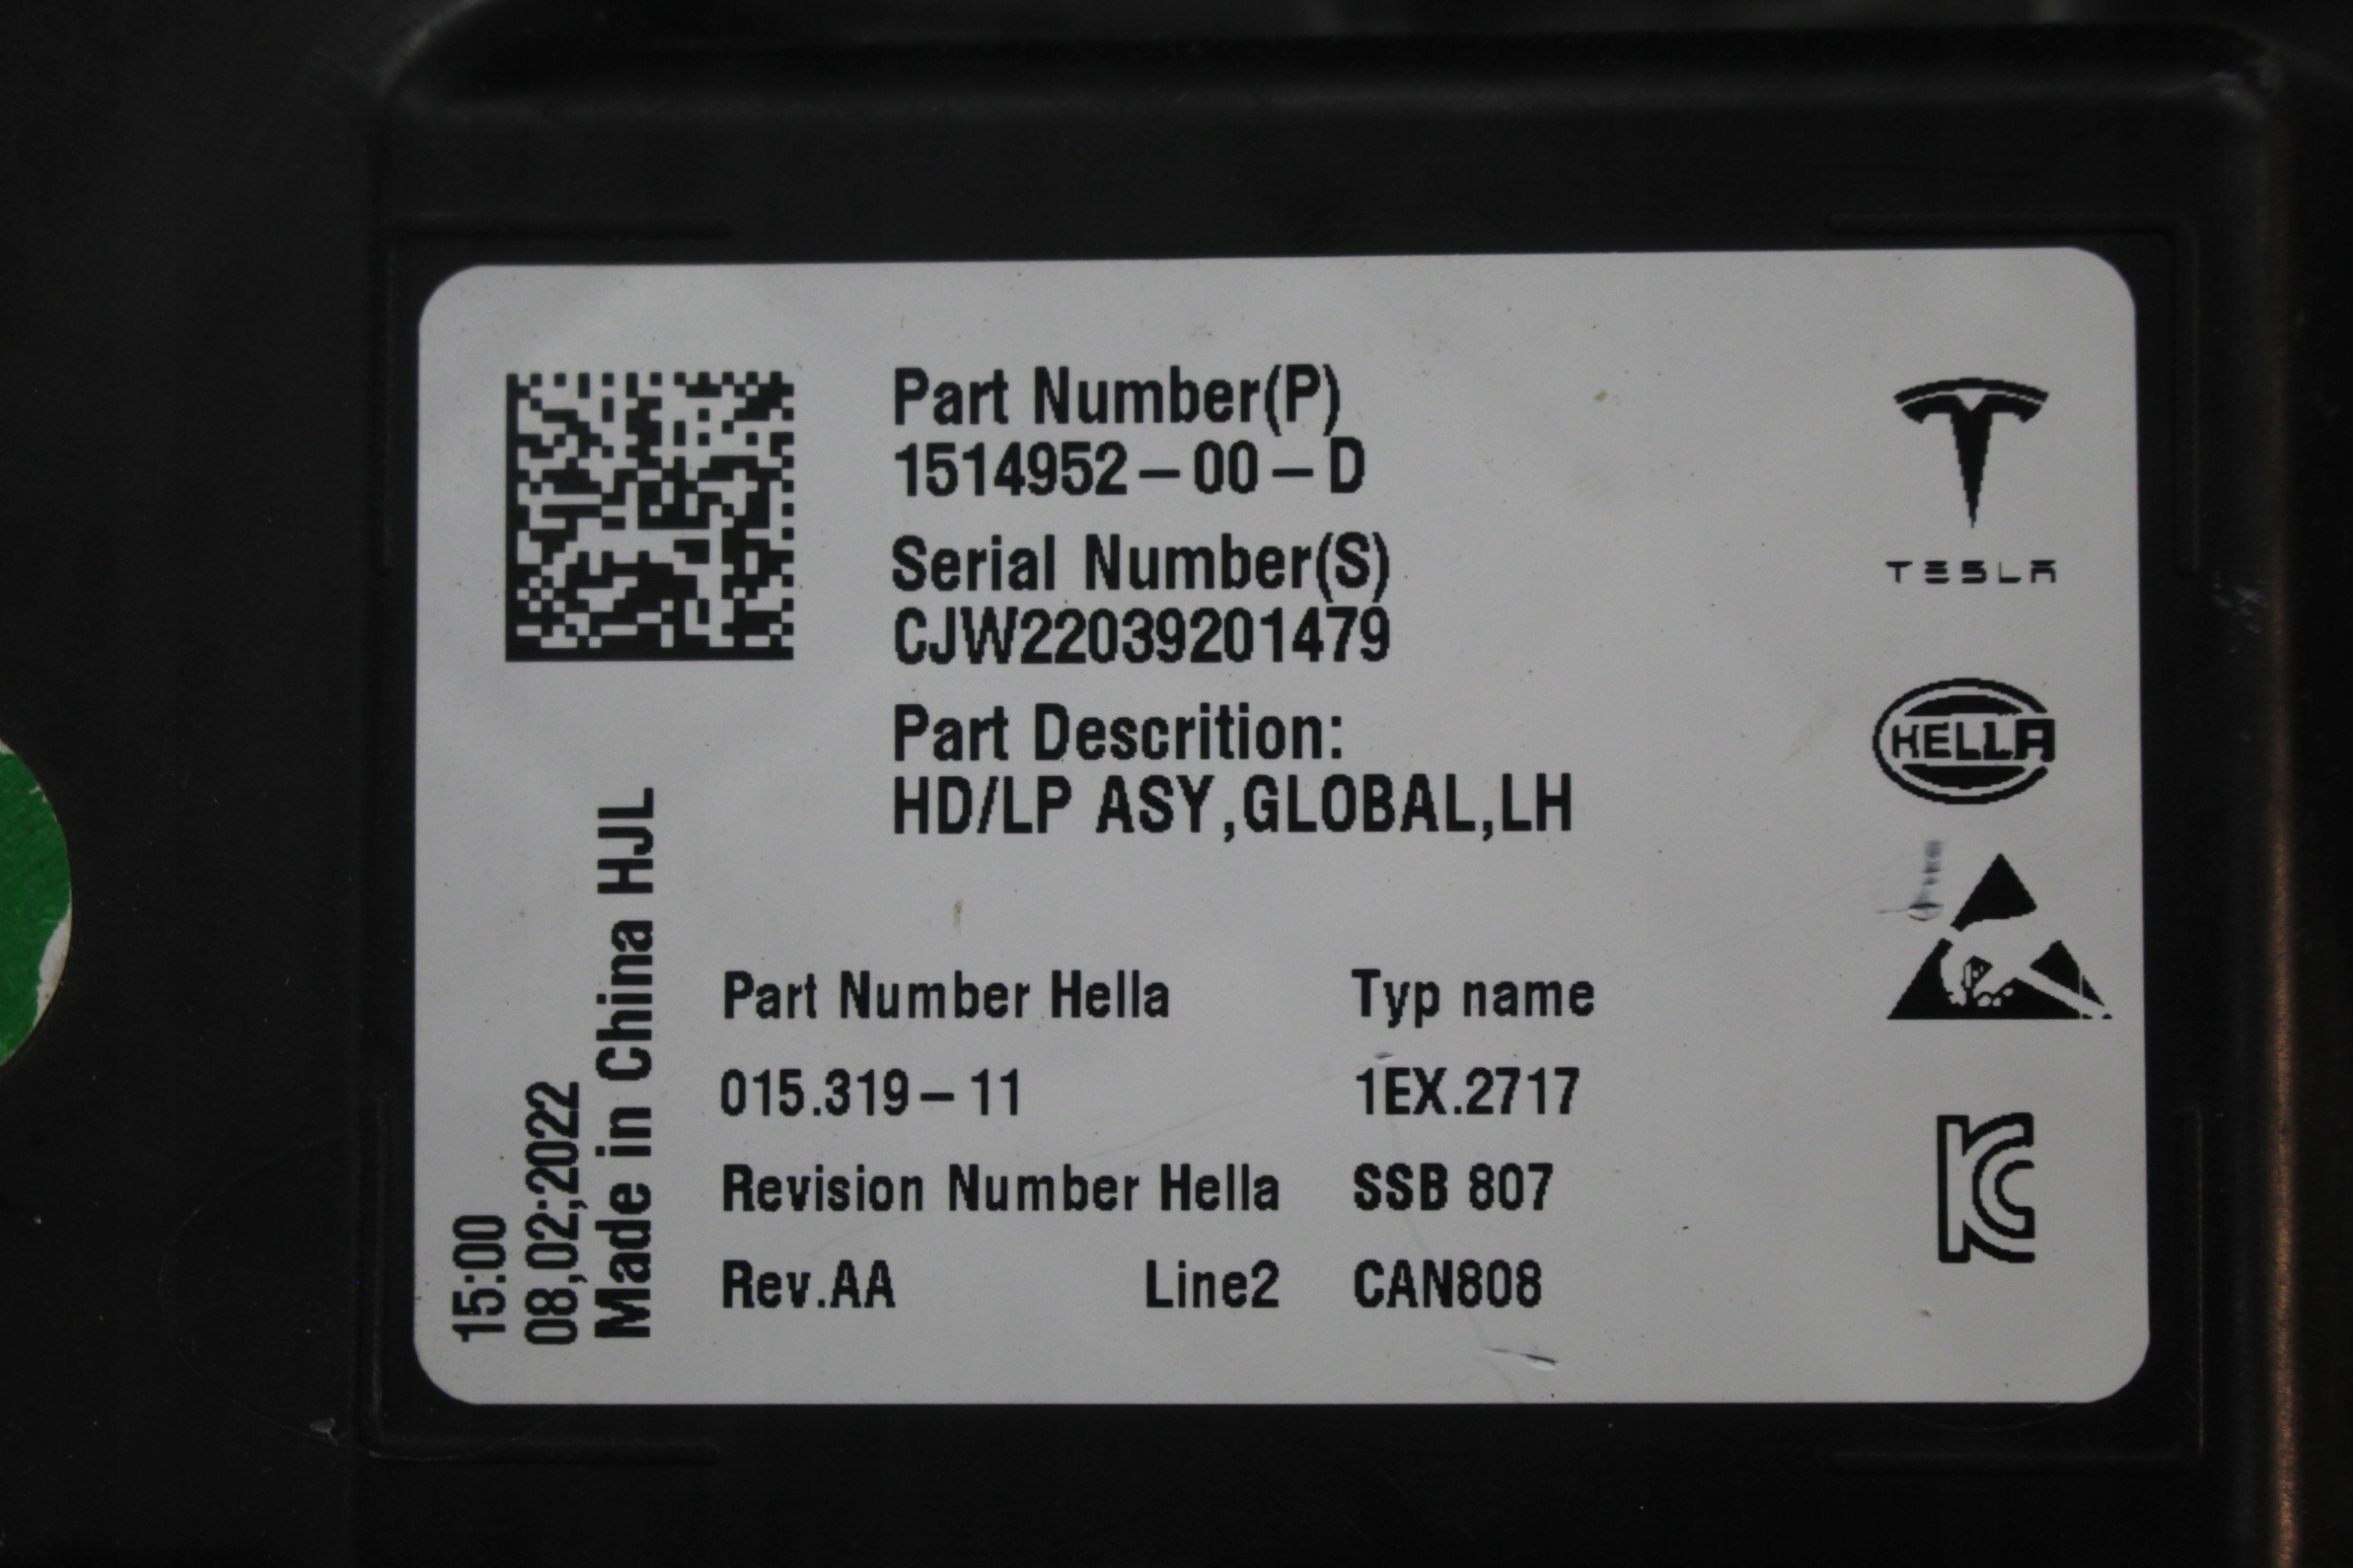 Part Number(P)
1514952-00-D
Serial Number(S)
CJW22039201479
Part Descrition:
HD/LP ASY,GLOBAL,LH
TESLA
HELLA
15:00
08,02;2022
Made in China HJL
Part Number Hella
Typ name
015.319-11
1EX.2717
Revision Number Hella
SSB 807
Rev.AA
Line2
CAN808
KC